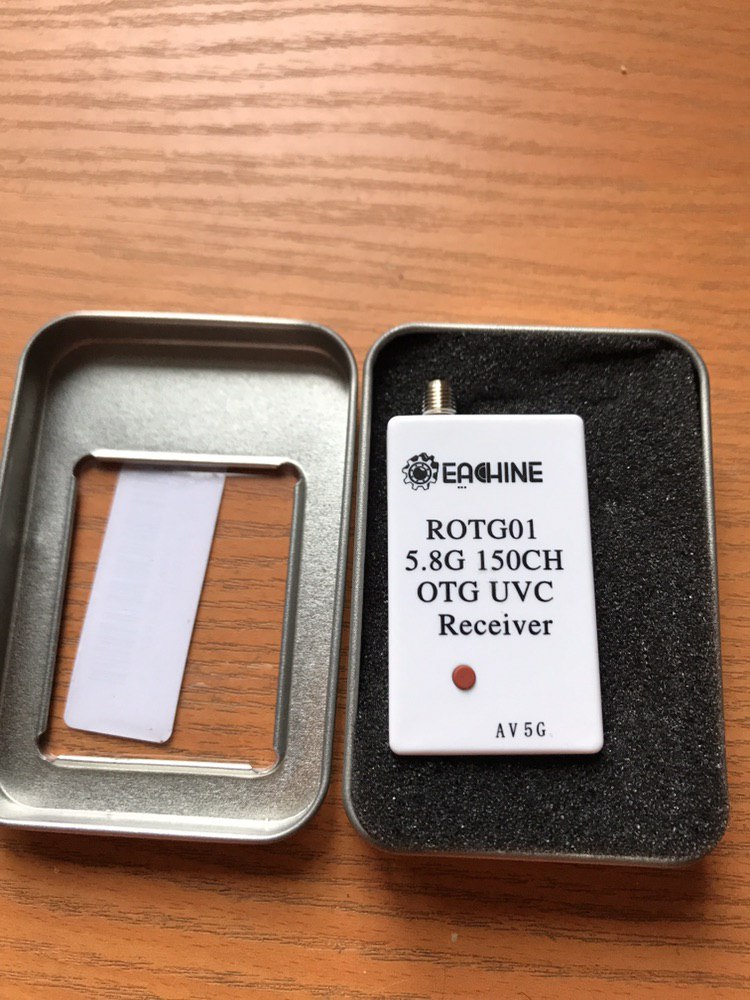 EACHINE
ROTG01
5.8G 150CH
OTG UVC
Receiver
AV5G